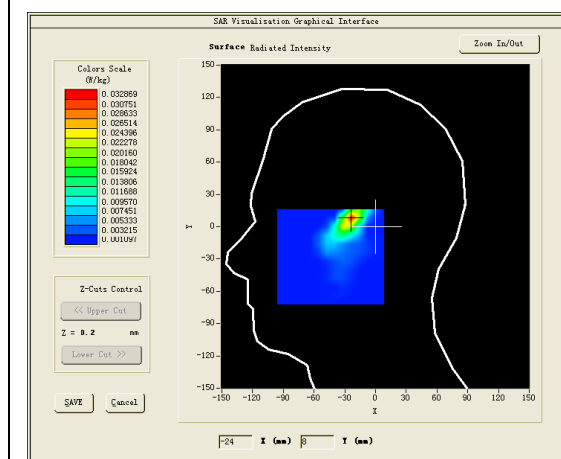 SAR Visualisation Graphical Interface
Surface Radiated Intensity
Zoom In/Out
Colors Scale
(W/kg)
0.032869
0.030751
0.028633
0.026514
0.024396
0.022278
0.020160
0.018042
0.015924
0.013806
0.011688
0.009570
0.007451
0.005333
0.003215
0.001097
Z-Cuts Control
<< Upper Cut
Z = 0.2 mm
Lower Cut >>
SAVE Cancel
150
120
90
60
30
0
-30
-60
-90
-120
-150
Y
-150 -120 -90 -60 -30 0 30 60 90 120 150
X
-24 X (mm) 8 Y (mm)